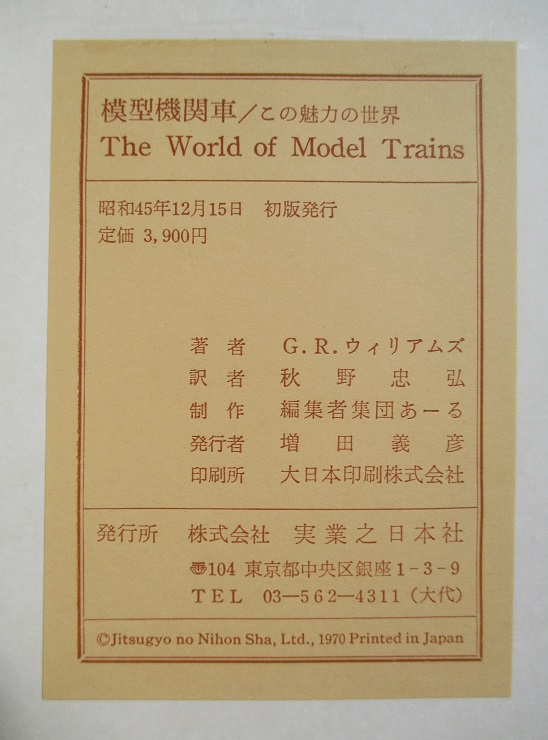 模型機関車/この魅力の世界
The World of Model Trains
昭和45年12月15日　初版発行
定価 3,900円
著者　G.R.ウィリアムズ
訳者　秋野忠弘
制作　編集者集団あーる
発行者　増田義彦
印刷所　大日本印刷株式会社
発行所　株式会社 実業之日本社
〠104 東京都中央区銀座1-3-9
TEL 03—562—4311（大代）
©Jitsugyo no Nihon Sha, Ltd., 1970 Printed in Japan